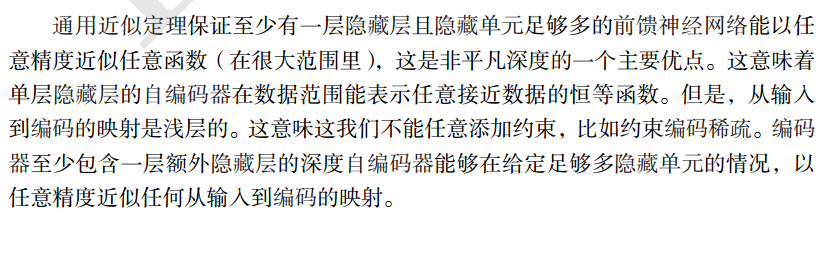 通用近似定理保证至少有一层隐藏层且隐藏单元足够多的前馈神经网络能以任
意精度近似任意函数（在很大范围里），这是非平凡深度的一个主要优点。这意味着
单层隐藏层的自编码器在数据范围能表示任意接近数据的恒等函数。但是，从输入
到编码的映射是浅层的。这意味这我们不能任意添加约束，比如约束编码稀疏。编码
器至少包含一层额外隐藏层的深度自编码器能够在给定足够多隐藏单元的情况，以
任意精度近似任何从输入到编码的映射。